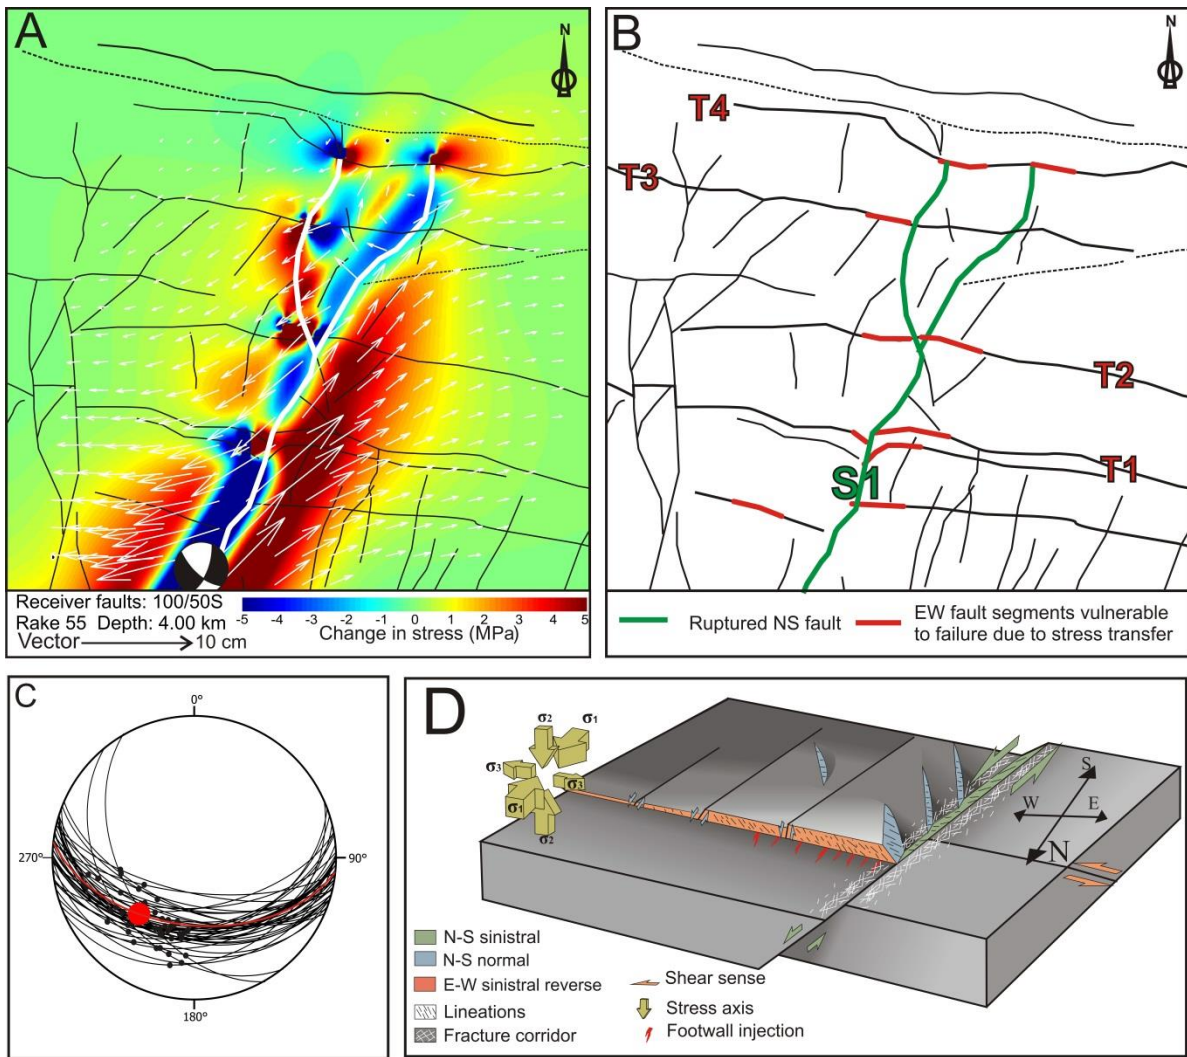 A
N
Receiver faults: 100/50S
Rake 55 Depth: 4.00 km
Vector 10 cm
-5 -4 -3 -2 -1 0 1 2 3 4 5
Change in stress (MPa)
B
N
T4
T3
T2
T1
S1
Ruptured NS fault
EW fault segments vulnerable
to failure due to stress transfer
C
0°
270°
90°
180°
D
σ2
σ1
σ3
σ3
σ1
σ2
S
W
E
N
N-S sinistral
N-S normal
E-W sinistral reverse
Lineations
Fracture corridor
Shear sense
Stress axis
Footwall injection